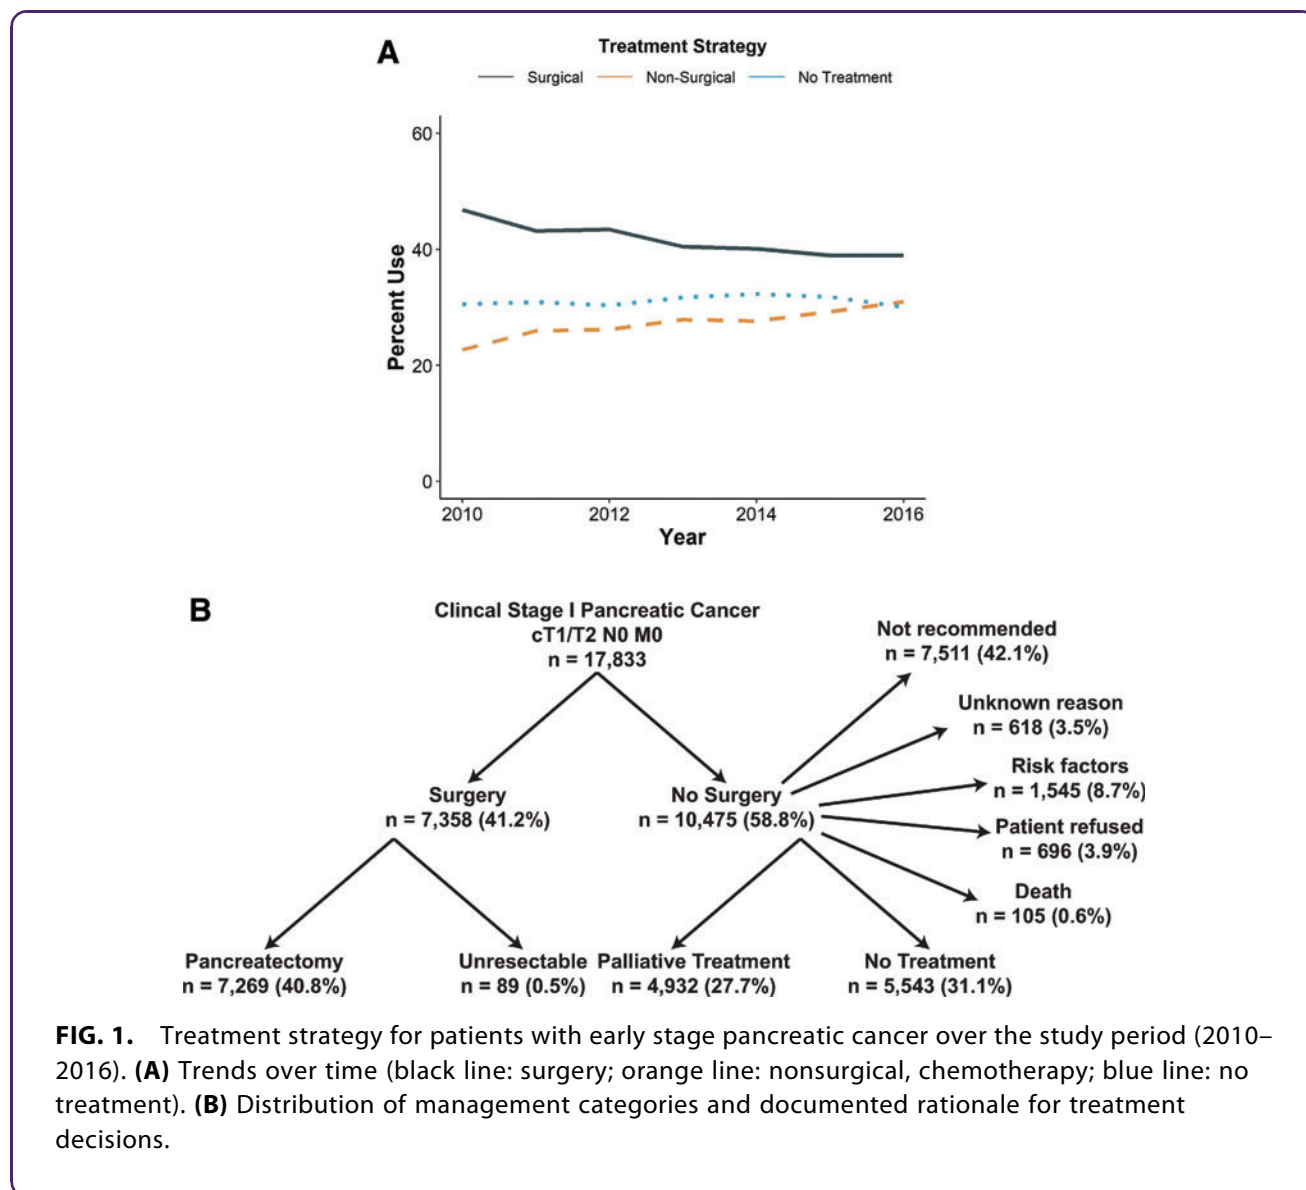 A
Treatment Strategy
Surgical Non-Surgical No Treatment
60
40
20
0
Percent Use
2010 2012 2014 2016
Year
B
Clincal Stage I Pancreatic Cancer
cT1/T2 N0 M0
n = 17,833
Not recommended
n = 7,511 (42.1%)
Unknown reason
n = 618 (3.5%)
Risk factors
n = 1,545 (8.7%)
Patient refused
n = 696 (3.9%)
Death
n = 105 (0.6%)
Surgery
n = 7,358 (41.2%)
No Surgery
n = 10,475 (58.8%)
Pancreatectomy
n = 7,269 (40.8%)
Unresectable
n = 89 (0.5%)
Palliative Treatment
n = 4,932 (27.7%)
No Treatment
n = 5,543 (31.1%)
FIG. 1. Treatment strategy for patients with early stage pancreatic cancer over the study period (2010–
2016). (A) Trends over time (black line: surgery; orange line: nonsurgical, chemotherapy; blue line: no
treatment). (B) Distribution of management categories and documented rationale for treatment
decisions.